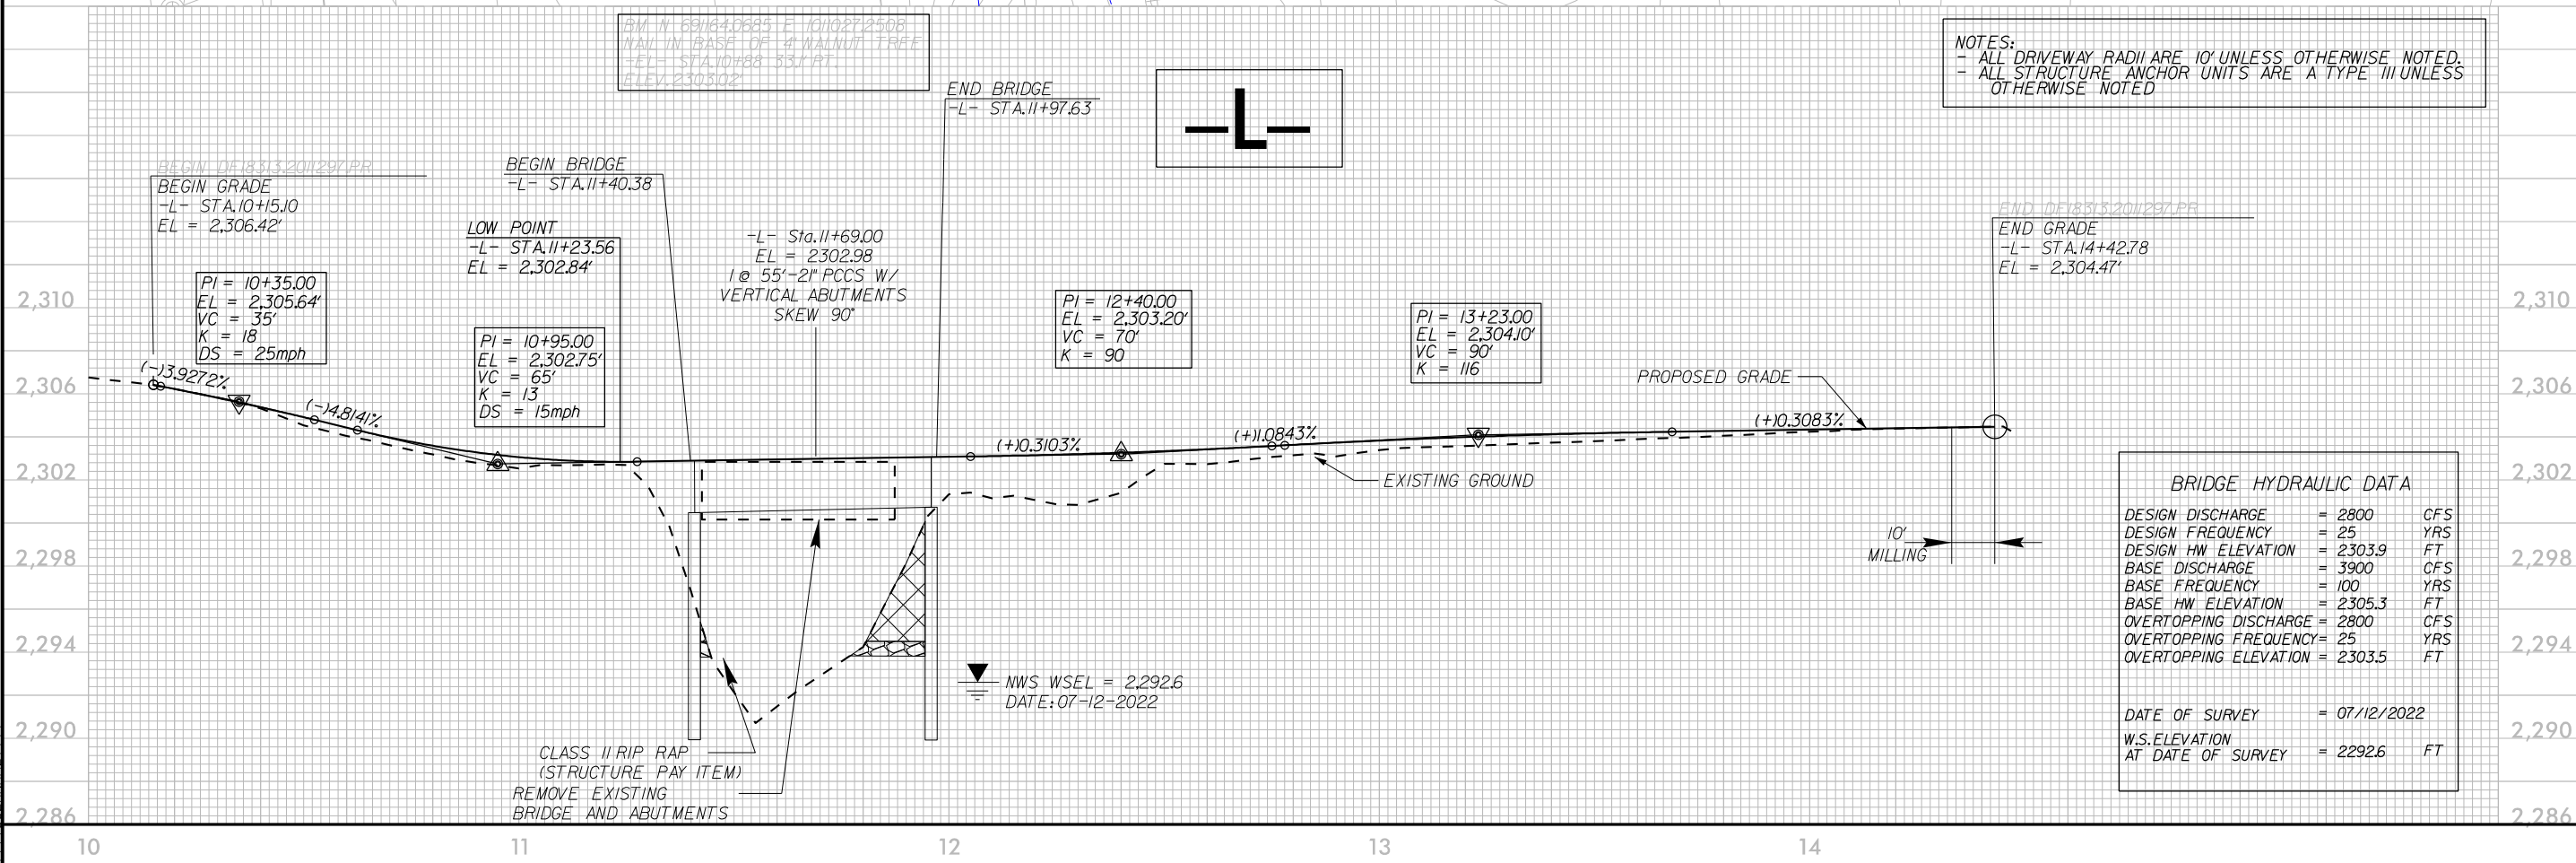 BM N 691164.0685 E 1011027.2508
NAIL IN BASE OF 4' WALNUT TREE
-EL- STA.10+88 33.1' RT.
ELEV.2303.02'
NOTES:
- ALL DRIVEWAY RADII ARE 10' UNLESS OTHERWISE NOTED.
- ALL STRUCTURE ANCHOR UNITS ARE A TYPE III UNLESS
OTHERWISE NOTED
END BRIDGE
-L- STA.11+97.63
-L-
BEGIN DF18313.2011297.PR
BEGIN GRADE
-L- STA.10+15.10
EL = 2,306.42'
BEGIN BRIDGE
-L- STA.11+40.38
LOW POINT
-L- STA.11+23.56
EL = 2,302.84'
-L- Sta.11+69.00
EL = 2302.98
1 @ 55'-21" PCCS W/
VERTICAL ABUTMENTS
SKEW 90°
END DF18313.2011297.PR
END GRADE
-L- STA.14+42.78
EL = 2,304.47'
PI = 10+35.00
EL = 2,305.64'
VC = 35'
K = 18
DS = 25mph
PI = 10+95.00
EL = 2,302.75'
VC = 65'
K = 13
DS = 15mph
PI = 12+40.00
EL = 2,303.20'
VC = 70'
K = 90
PI = 13+23.00
EL = 2,304.10'
VC = 90'
K = 116
2,310
2,310
2,306
2,306
2,302
2,302
2,298
2,298
2,294
2,294
2,290
2,290
2,286
2,286
(-)3.9272%
(-)4.8141%
(+)0.3103%
(+)1.0843%
(+)0.3083%
PROPOSED GRADE
EXISTING GROUND
10'
MILLING
NWS WSEL = 2,292.6
DATE: 07-12-2022
CLASS II RIP RAP
(STRUCTURE PAY ITEM)
REMOVE EXISTING
BRIDGE AND ABUTMENTS
BRIDGE HYDRAULIC DATA
DESIGN DISCHARGE = 2800 CFS
DESIGN FREQUENCY = 25 YRS
DESIGN HW ELEVATION = 2303.9 FT
BASE DISCHARGE = 3900 CFS
BASE FREQUENCY = 100 YRS
BASE HW ELEVATION = 2305.3 FT
OVERTOPPING DISCHARGE = 2800 CFS
OVERTOPPING FREQUENCY = 25 YRS
OVERTOPPING ELEVATION = 2303.5 FT
DATE OF SURVEY = 07/12/2022
W.S.ELEVATION
AT DATE OF SURVEY = 2292.6 FT
10
11
12
13
14